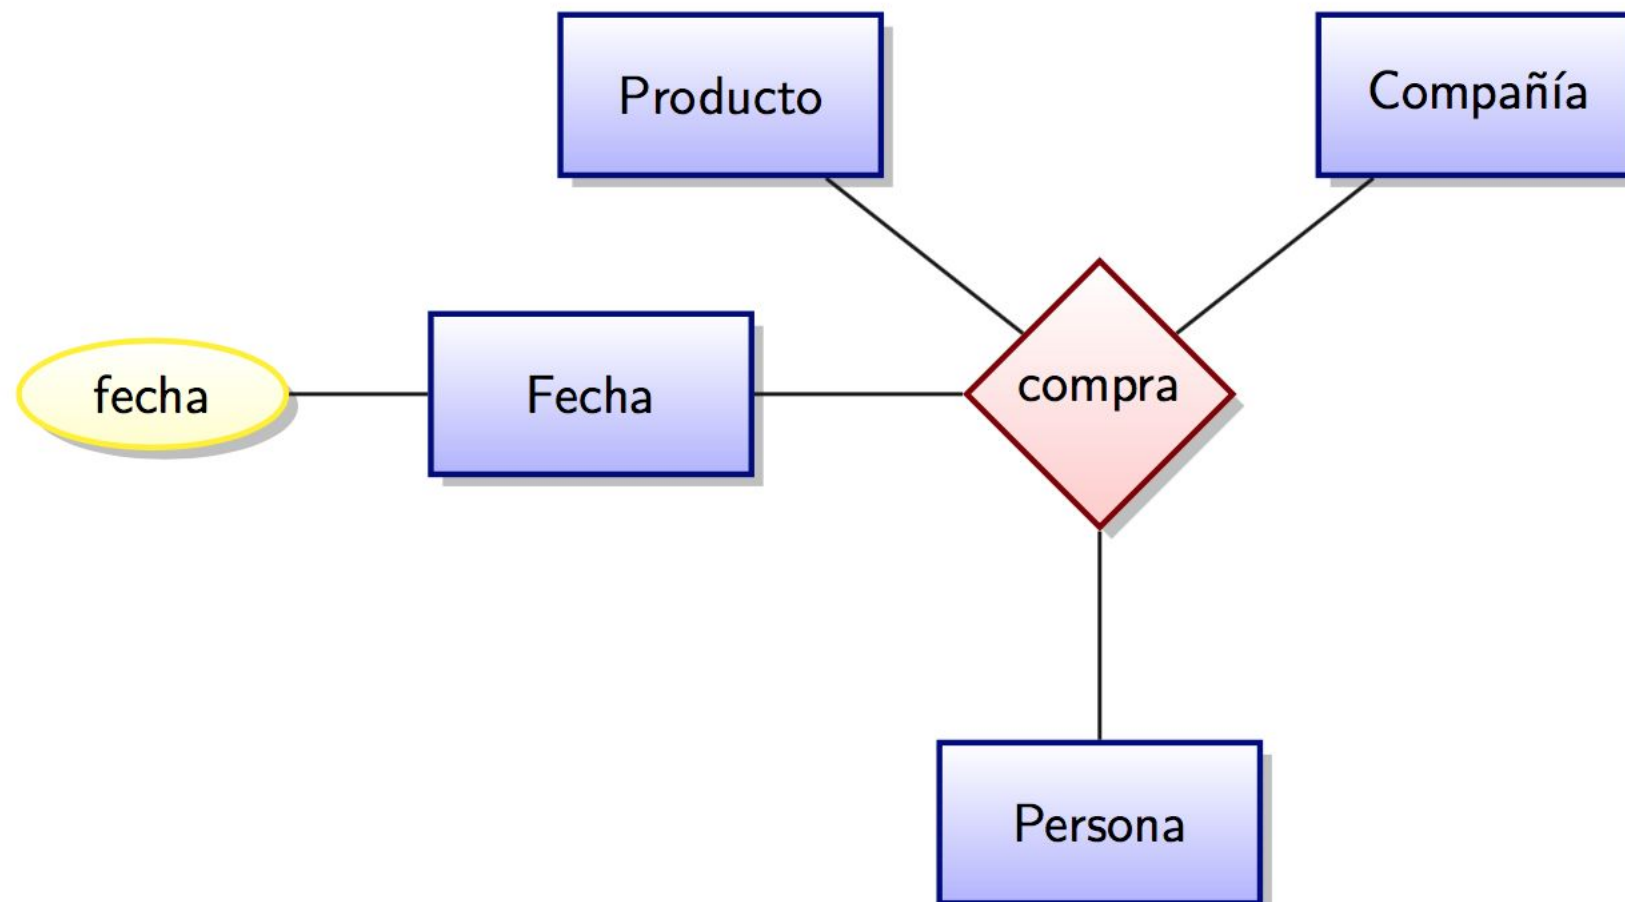 Producto
Compañía
fecha
Fecha
compra
Persona